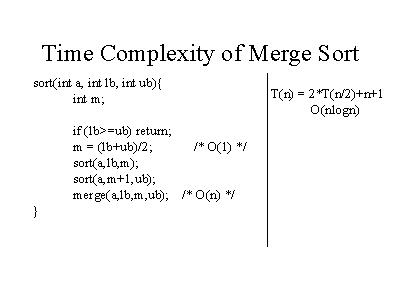 Time Complexity of Merge Sort
sort(int a, int lb, int ub){
int m;
if (lb>=ub) return;
m = (lb+ub)/2; /* O(1) */
sort(a,lb,m);
sort(a,m+1,ub);
merge(a,lb,m,ub); /* O(n) */
}
T(n) = 2*T(n/2)+n+1
O(nlogn)